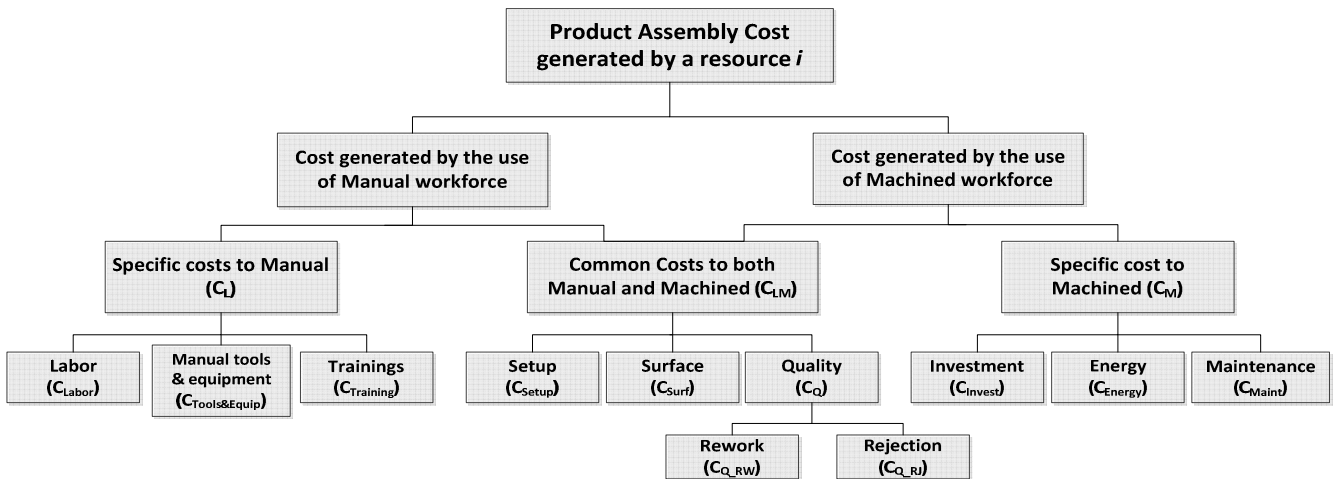 Product Assembly Cost
generated by a resource i
Cost generated by the use
of Manual workforce
Cost generated by the use
of Machined workforce
Specific costs to Manual
(CL)
Common Costs to both
Manual and Machined (CLM)
Specific cost to
Machined (CM)
Labor
(CLabor)
Manual tools
& equipment
(CTools&Equip)
Trainings
(CTraining)
Setup
(CSetup)
Surface
(CSurf)
Quality
(CQ)
Investment
(CInvest)
Energy
(CEnergy)
Maintenance
(CMaint)
Rework
(CQ_RW)
Rejection
(CQ_RJ)